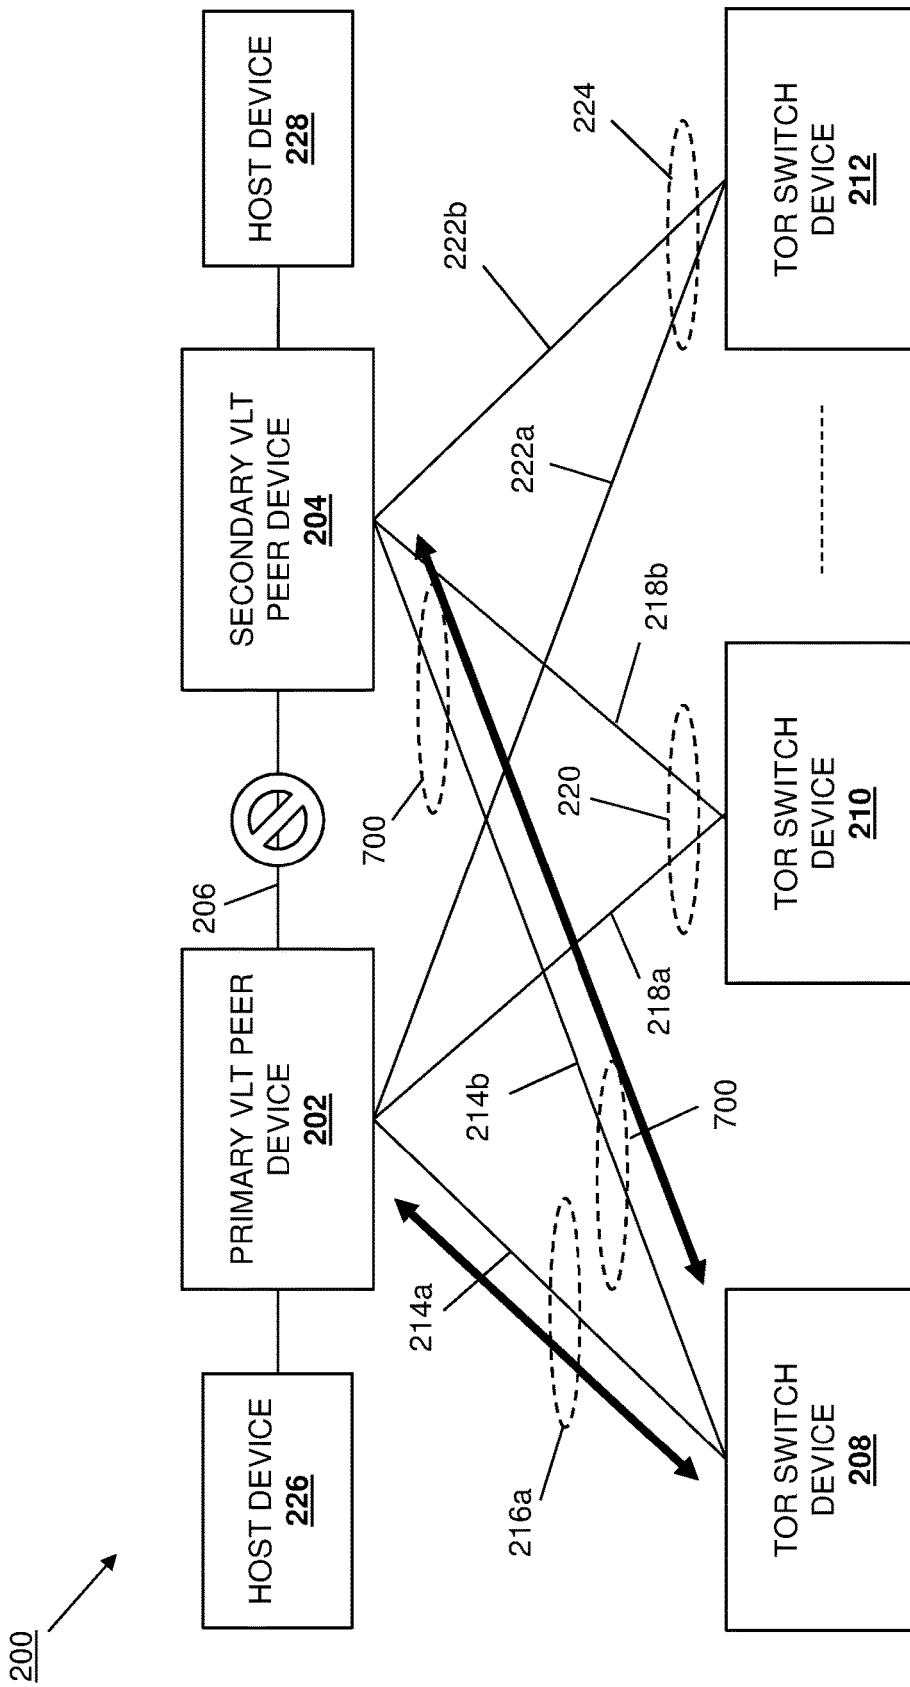 200
HOST DEVICE
226
PRIMARY VLT PEER
DEVICE
202
206
SECONDARY VLT
PEER DEVICE
204
HOST DEVICE
228
214a
216a
214b
700
700
218a
220
218b
222a
222b
224
TOR SWITCH
DEVICE
208
TOR SWITCH
DEVICE
210
TOR SWITCH
DEVICE
212